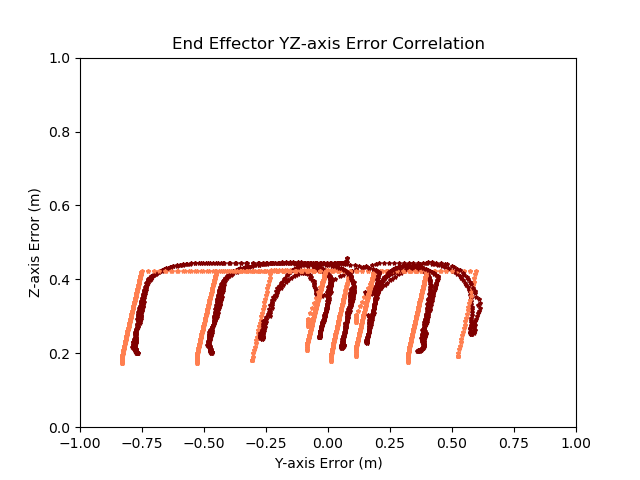 End Effector YZ-axis Error Correlation
1.0
0.8
0.6
0.4
0.2
0.0
Z-axis Error (m)
−1.00 −0.75 −0.50 −0.25 0.00 0.25 0.50 0.75 1.00
Y-axis Error (m)